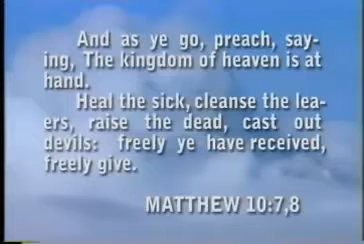 And as ye go, preach, say-
ing, The kingdom of heaven is at
hand.
Heal the sick, cleanse the lea-
ers, raise the dead, cast out
devils: freely ye have received,
freely give.
MATTHEW 10:7,8